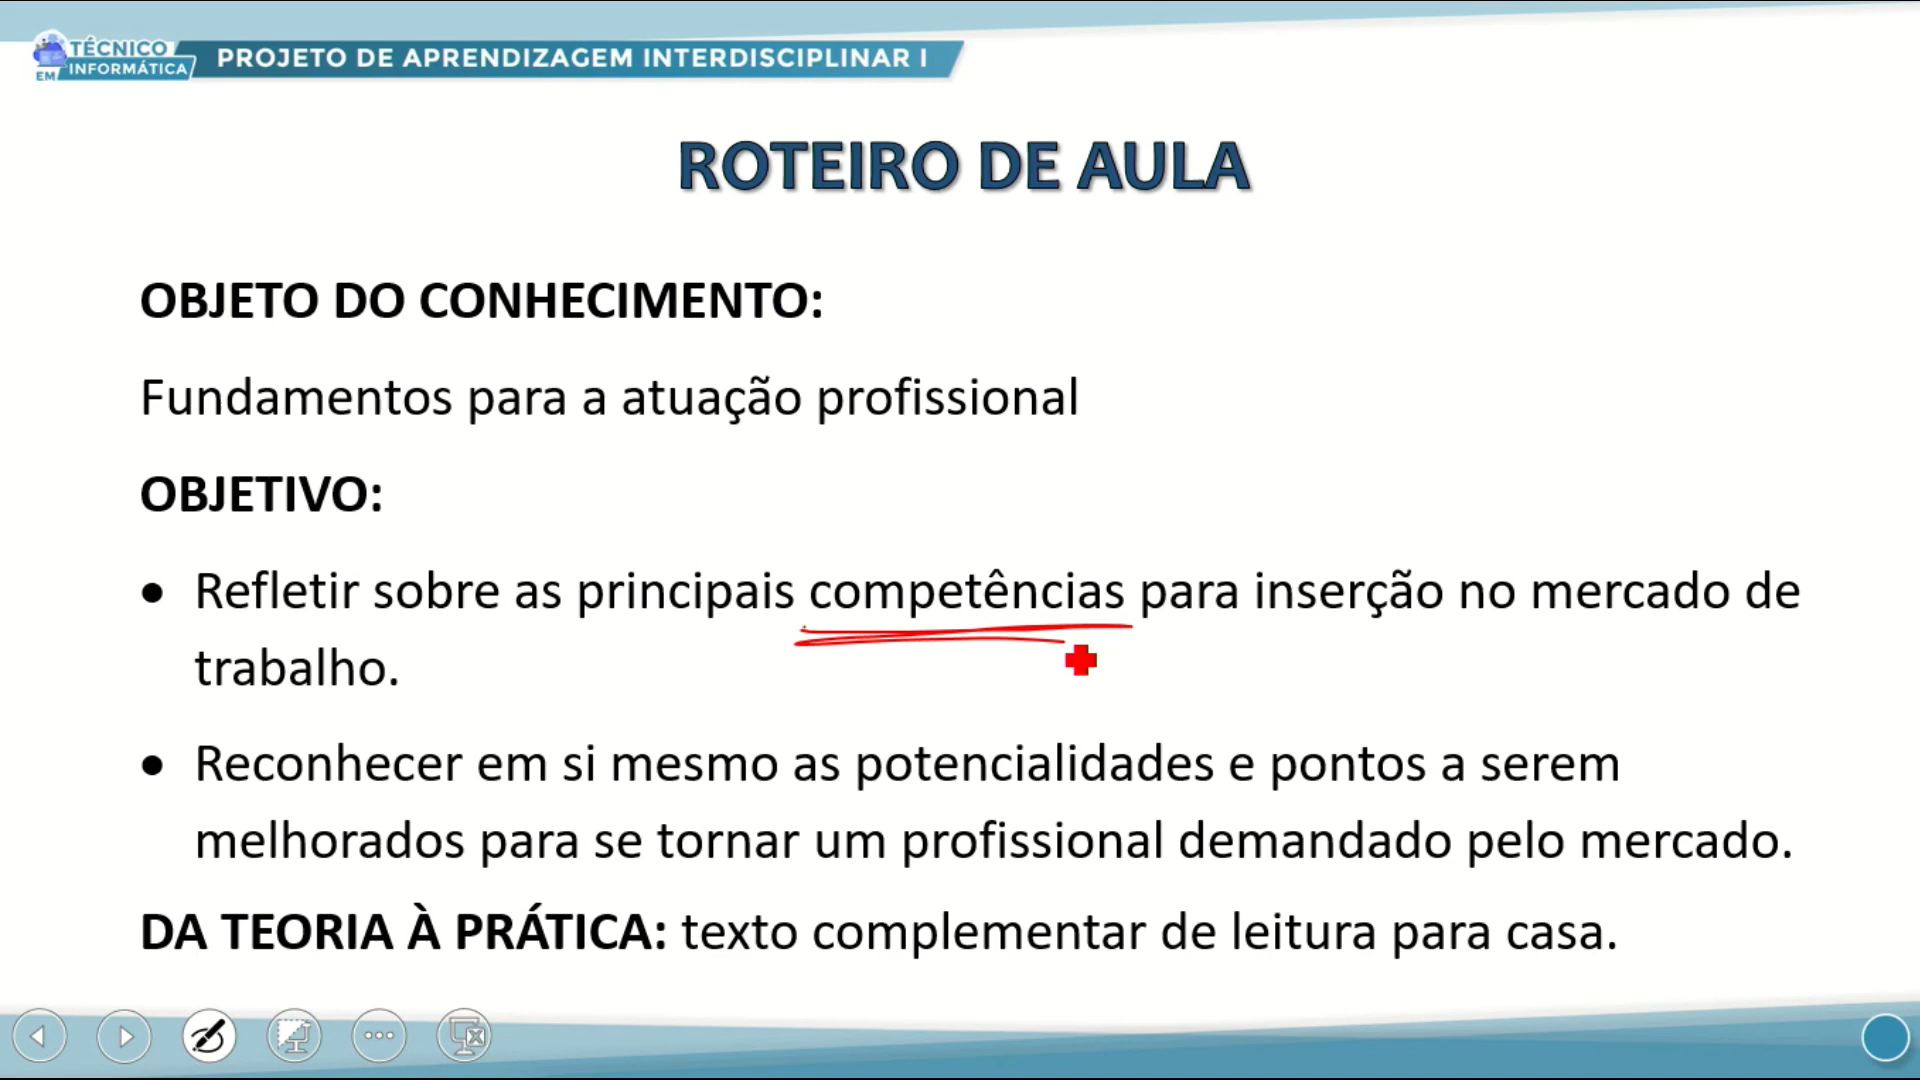 TÉCNICO
EM INFORMÁTICA
PROJETO DE APRENDIZAGEM INTERDISCIPLINAR I
ROTEIRO DE AULA
OBJETO DO CONHECIMENTO:
Fundamentos para a atuação profissional
OBJETIVO:
• Refletir sobre as principais competências para inserção no mercado de
trabalho.
• Reconhecer em si mesmo as potencialidades e pontos a serem
melhorados para se tornar um profissional demandado pelo mercado.
DA TEORIA À PRÁTICA: texto complementar de leitura para casa.